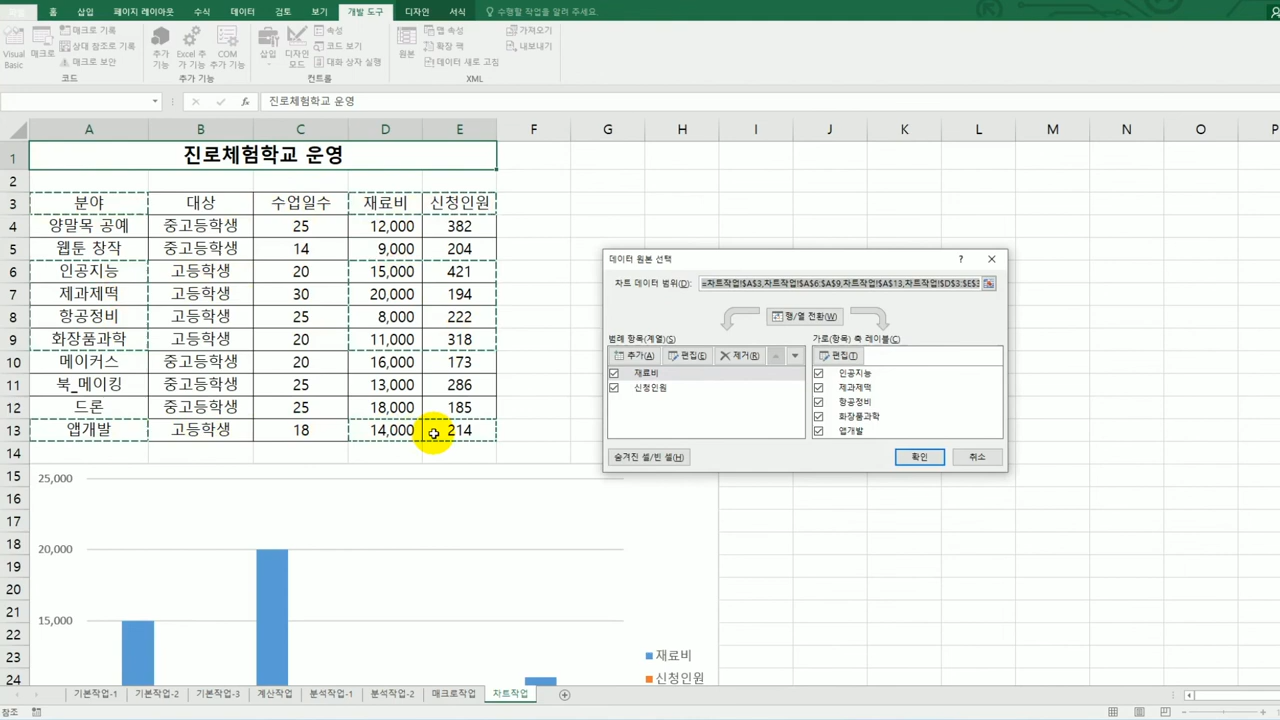 홈 삽입 페이지 레이아웃 수식 데이터 검토 보기 개발 도구 디자인 서식 수행할 작업을 알려 주세요.
Visual Basic
매크로
매크로 기록
상대 참조로 기록
매크로 보안
추가 기능
Excel 추가 기능
COM 추가 기능
삽입
디자인 모드
속성
코드 보기
대화 상자 실행
원본
맵 속성
확장 팩
데이터 새로 고침
가져오기
내보내기
코드 추가 기능 컨트롤 XML
fx 진로체험학교 운영
A B C D E F G H I J K L M N O P
1 진로체험학교 운영
2
3 분야 대상 수업일수 재료비 신청인원
4 양말목 공예 중고등학생 25 12,000 382
5 웹툰 창작 중고등학생 14 9,000 204
6 인공지능 고등학생 20 15,000 421
7 제과제떡 고등학생 30 20,000 194
8 항공정비 고등학생 25 8,000 222
9 화장품과학 고등학생 20 11,000 318
10 메이커스 중고등학생 20 16,000 173
11 북_메이킹 중고등학생 25 13,000 286
12 드론 중고등학생 25 18,000 185
13 앱개발 고등학생 18 14,000 214
14
15
16
17
18
19
20
21
22
23
24
25,000
20,000
15,000
재료비
신청인원
데이터 원본 선택 ?
차트 데이터 범위(D): =차트작업!$A$3,차트작업!$A$6:$A$9,차트작업!$A$13,차트작업!$D$3:$E$3
행/열 전환(W)
범례 항목(계열)(S) 가로(항목) 축 레이블(C)
추가(A) 편집(E) 제거(R) 편집(T)
재료비
신청인원
인공지능
제과제떡
항공정비
화장품과학
앱개발
숨겨진 셀/빈 셀(H) 확인 취소
기본작업-1 기본작업-2 기본작업-3 계산작업 분석작업-1 분석작업-2 매크로작업 차트작업
참조